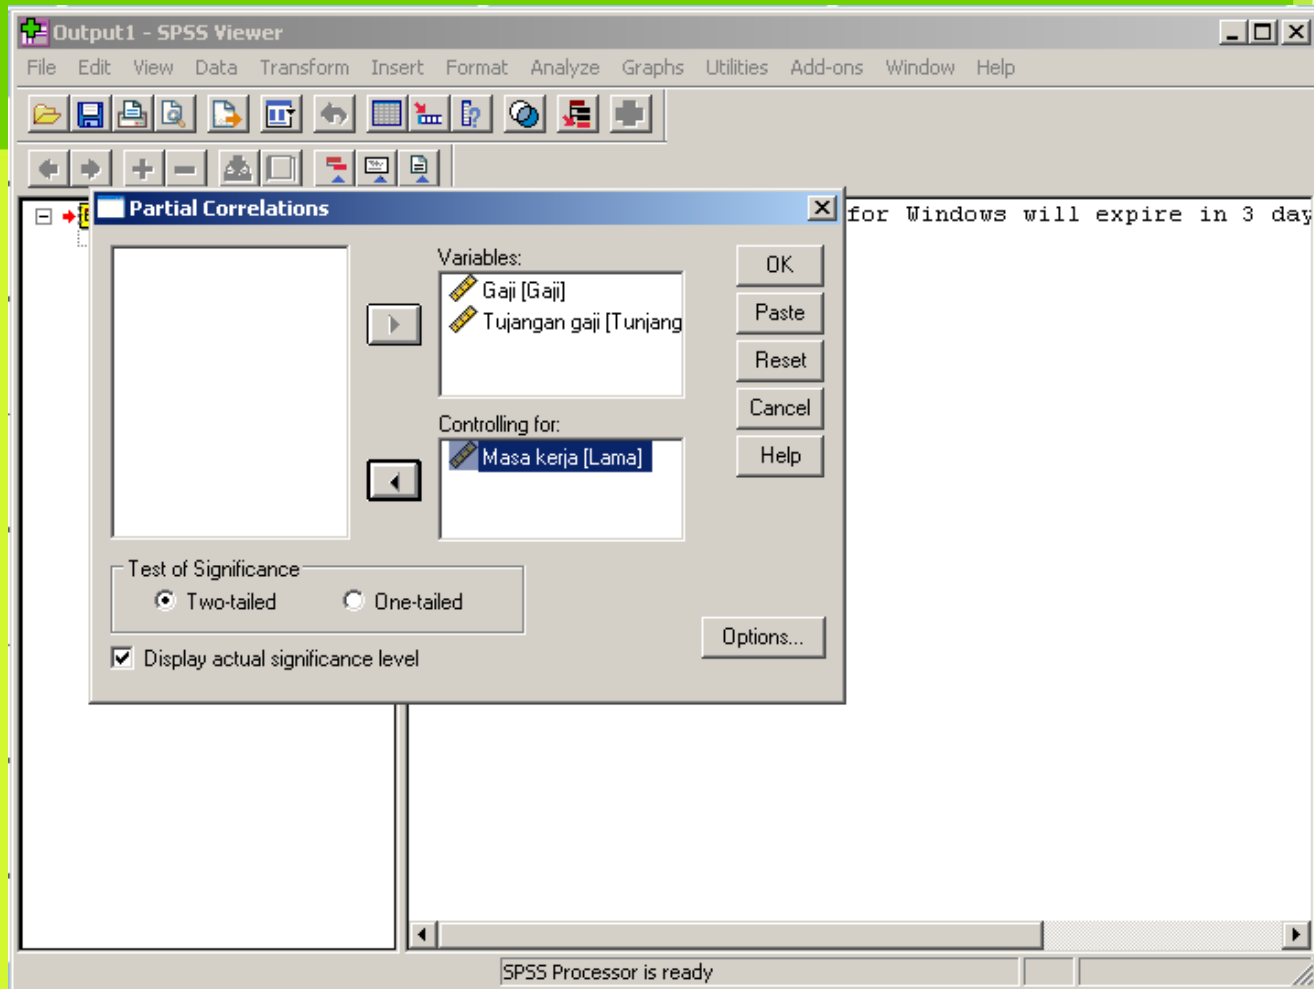 Output1 - SPSS Viewer
File Edit View Data Transform Insert Format Analyze Graphs Utilities Add-ons Window Help
Partial Correlations
for Windows will expire in 3 day
Variables:
Gaji [Gaji]
Tujangan gaji [Tunjang
Controlling for:
Masa kerja [Lama]
OK
Paste
Reset
Cancel
Help
Test of Significance
Two-tailed One-tailed
Display actual significance level
Options...
SPSS Processor is ready